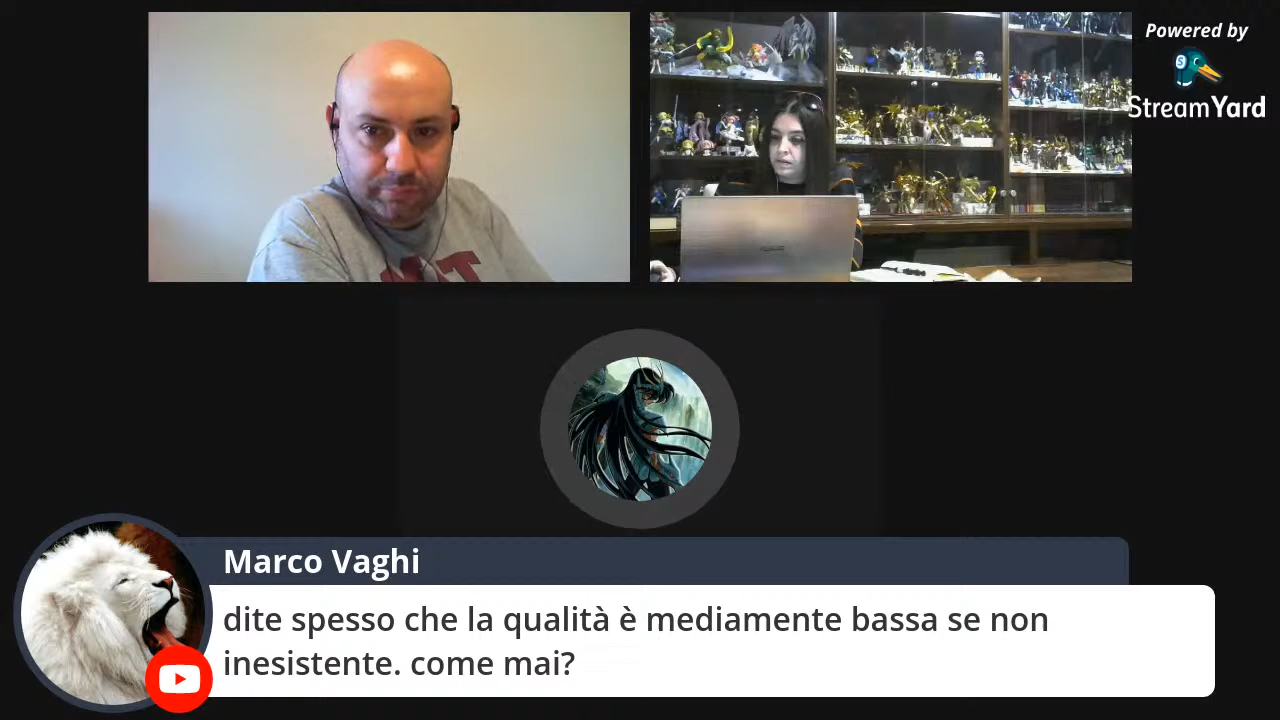 Powered by
StreamYard
Marco Vaghi
dite spesso che la qualità è mediamente bassa se non
inesistente. come mai?